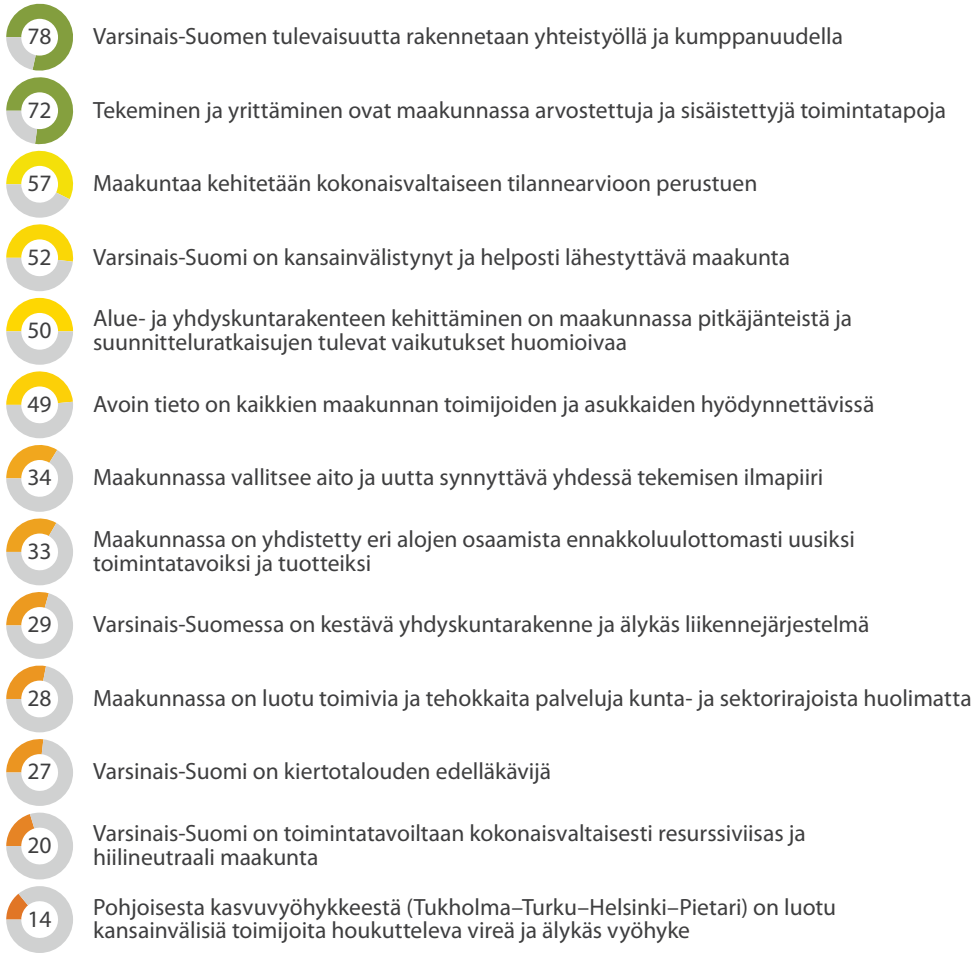 78 Varsinais-Suomen tulevaisuutta rakennetaan yhteistyöllä ja kumppanuudella
72 Tekeminen ja yrittäminen ovat maakunnassa arvostettuja ja sisäistettyjä toimintatapoja
57 Maakuntaa kehitetään kokonaisvaltaiseen tilannearvioon perustuen
52 Varsinais-Suomi on kansainvälistynyt ja helposti lähestyttävä maakunta
50 Alue- ja yhdyskuntarakenteen kehittäminen on maakunnassa pitkäjänteistä ja
suunnitteluratkaisujen tulevat vaikutukset huomioivaa
49 Avoin tieto on kaikkien maakunnan toimijoiden ja asukkaiden hyödynnettävissä
34 Maakunnassa vallitsee aito ja uutta synnyttävä yhdessä tekemisen ilmapiiri
33 Maakunnassa on yhdistetty eri alojen osaamista ennakkoluulottomasti uusiksi
toimintatavoiksi ja tuotteiksi
29 Varsinais-Suomessa on kestävä yhdyskuntarakenne ja älykäs liikennejärjestelmä
28 Maakunnassa on luotu toimivia ja tehokkaita palveluja kunta- ja sektorirajoista huolimatta
27 Varsinais-Suomi on kiertotalouden edelläkävijä
20 Varsinais-Suomi on toimintatavoiltaan kokonaisvaltaisesti resurssiviisas ja
hiilineutraali maakunta
14 Pohjoisesta kasvuvyöhykkeestä (Tukholma–Turku–Helsinki–Pietari) on luotu
kansainvälisiä toimijoita houkutteleva vireä ja älykäs vyöhyke